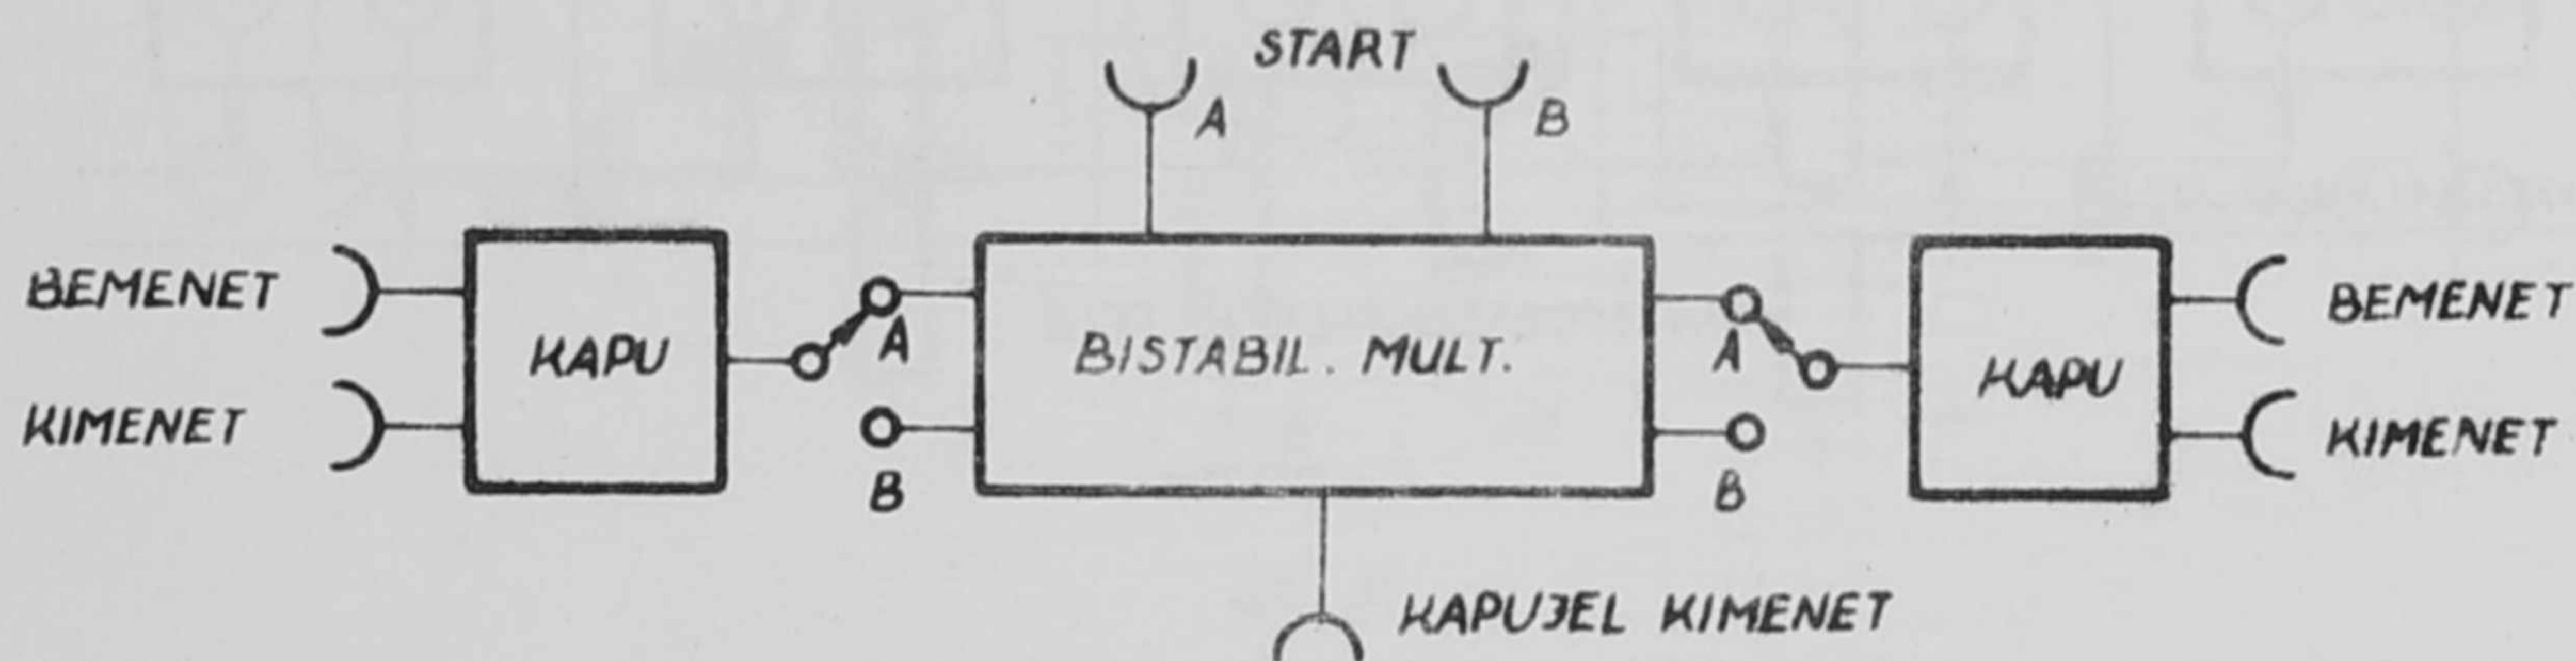 START
A
B
BEMENET
KIMENET
KAPU
A
B
BISTABIL. MULT.
A
B
KAPU
BEMENET
KIMENET
KAPUJEL KIMENET